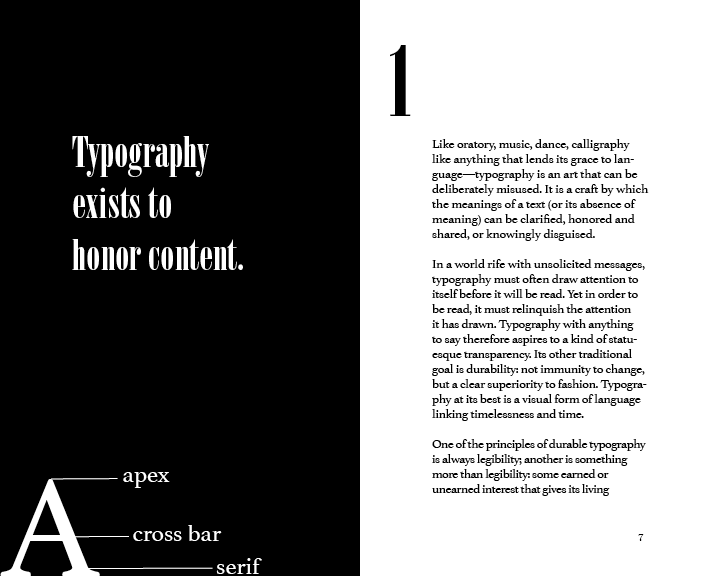 Typography
exists to
honor content.
A
apex
cross bar
serif
1
Like oratory, music, dance, calligraphy
like anything that lends its grace to lan-
guage—typography is an art that can be
deliberately misused. It is a craft by which
the meanings of a text (or its absence of
meaning) can be clarified, honored and
shared, or knowingly disguised.
In a world rife with unsolicited messages,
typography must often draw attention to
itself before it will be read. Yet in order to
be read, it must relinquish the attention
it has drawn. Typography with anything
to say therefore aspires to a kind of statu-
esque transparency. Its other traditional
goal is durability: not immunity to change,
but a clear superiority to fashion. Typogra-
phy at its best is a visual form of language
linking timelessness and time.
One of the principles of durable typography
is always legibility; another is something
more than legibility: some earned or
unearned interest that gives its living
7